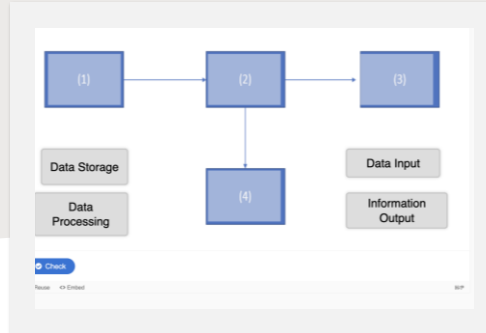 (1)
(2)
(3)
Data Storage
Data Input
(4)
Data
Processing
Information
Output
Check
Reuse
<> Embed
H-P